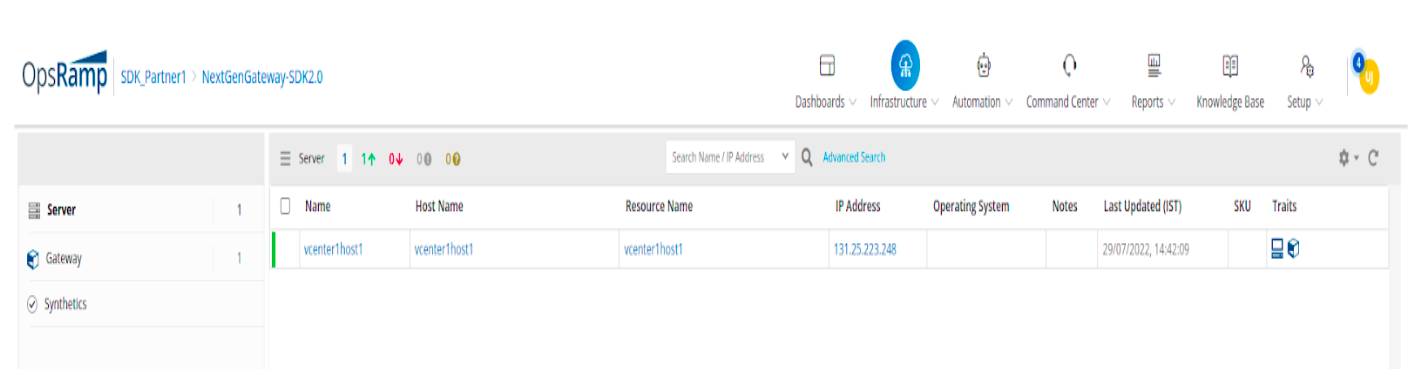 OpsRamp SDK_Partner1 > NextGenGateway-SDK2.0
Dashboards Infrastructure Automation Command Center Reports Knowledge Base Setup 4 UJ
Server 1 1 0 0 0 Search Name / IP Address Advanced Search
Server 1
Gateway 1
Synthetics
Name Host Name Resource Name IP Address Operating System Notes Last Updated (IST) SKU Traits
vcenter1host1 vcenter1host1 vcenter1host1 131.25.223.248 29/07/2022, 14:42:09